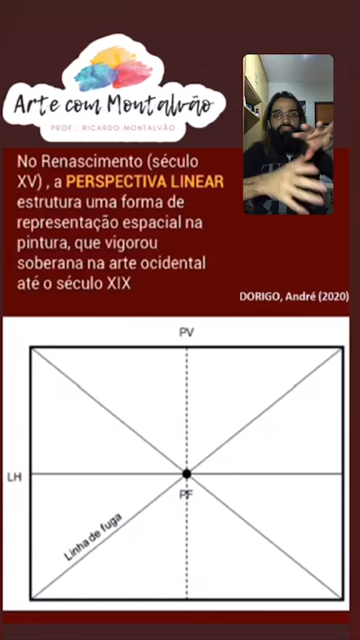 Arte com Montalvão
PROF.: RICARDO MONTALVÃO
No Renascimento (século
XV) , a PERSPECTIVA LINEAR
estrutura uma forma de
representação espacial na
pintura, que vigorou
soberana na arte ocidental
até o século XIX
DORIGO, André (2020)
PV
LH
PF
Linha de fuga